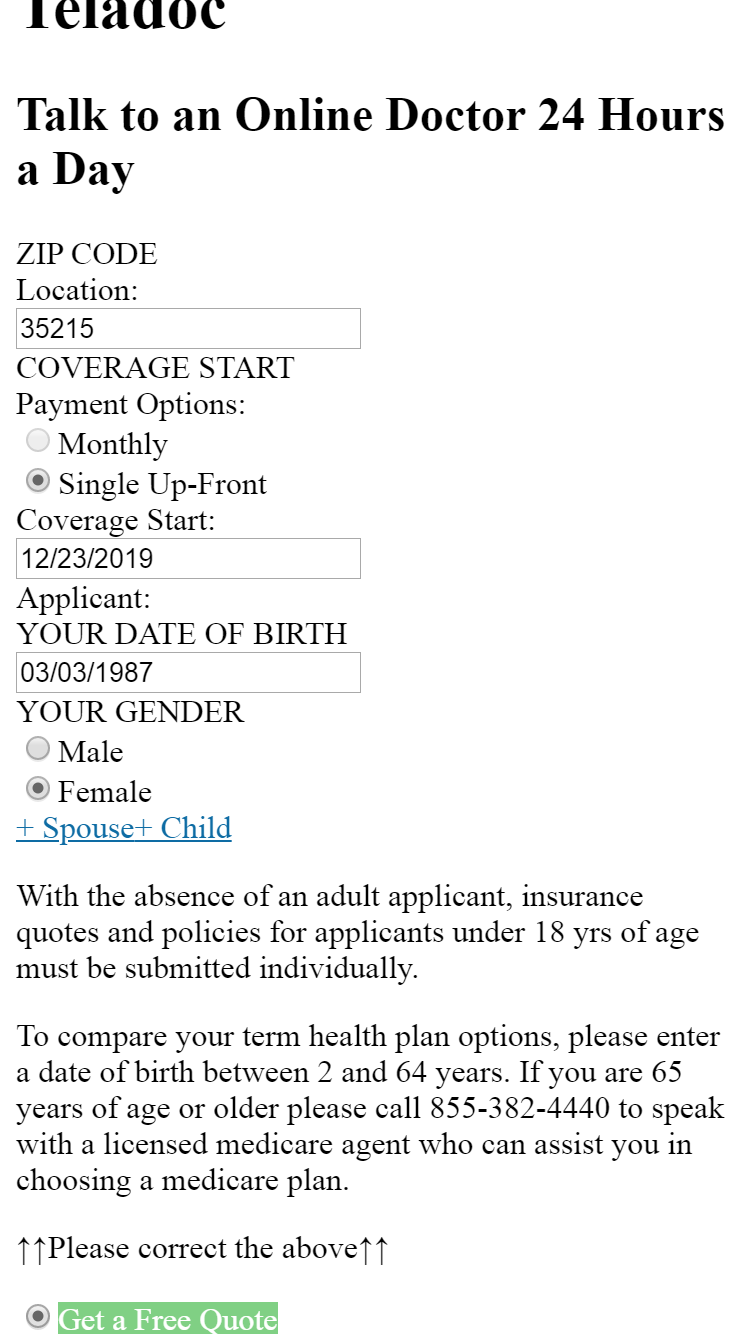 Teladoc
Talk to an Online Doctor 24 Hours
a Day
ZIP CODE
Location:
35215
COVERAGE START
Payment Options:
Monthly
Single Up-Front
Coverage Start:
12/23/2019
Applicant:
YOUR DATE OF BIRTH
03/03/1987
YOUR GENDER
Male
Female
+ Spouse+ Child
With the absence of an adult applicant, insurance
quotes and policies for applicants under 18 yrs of age
must be submitted individually.
To compare your term health plan options, please enter
a date of birth between 2 and 64 years. If you are 65
years of age or older please call 855-382-4440 to speak
with a licensed medicare agent who can assist you in
choosing a medicare plan.
↑↑Please correct the above↑↑
Get a Free Quote